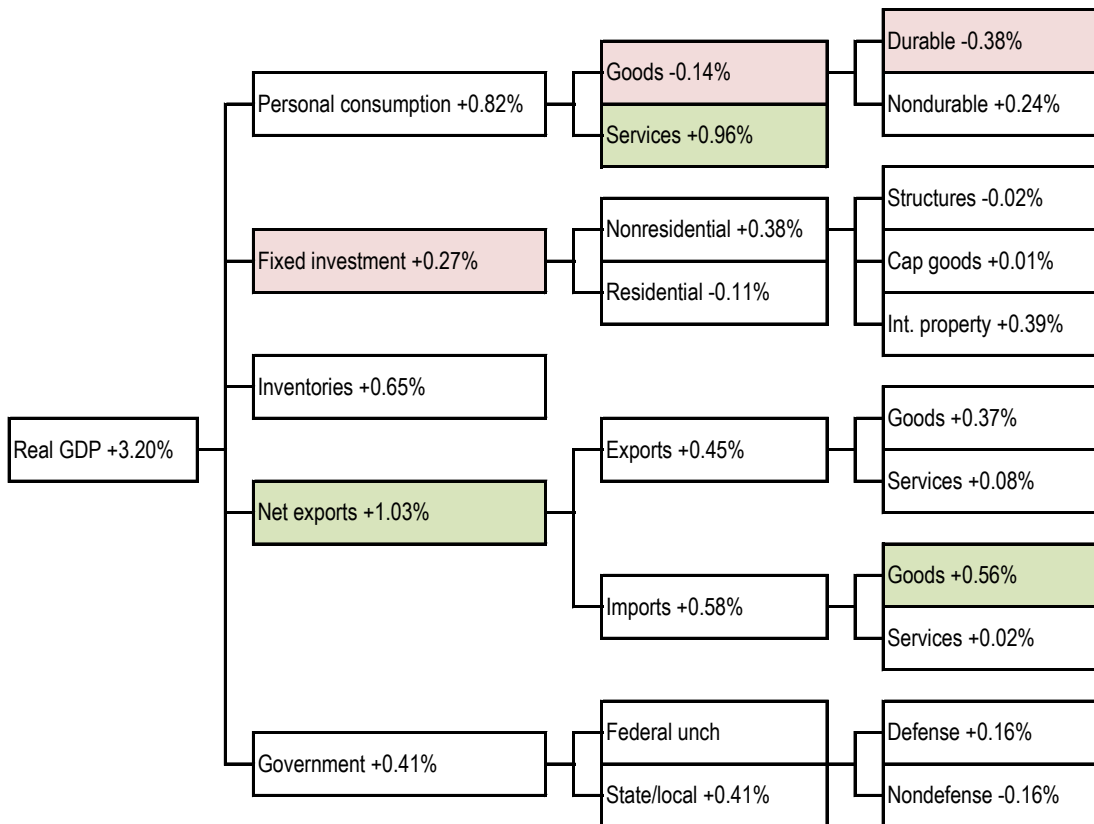 Real GDP +3.20%
Personal consumption +0.82%
Goods -0.14%
Durable -0.38%
Nondurable +0.24%
Services +0.96%
Fixed investment +0.27%
Nonresidential +0.38%
Structures -0.02%
Cap goods +0.01%
Int. property +0.39%
Residential -0.11%
Inventories +0.65%
Net exports +1.03%
Exports +0.45%
Goods +0.37%
Services +0.08%
Imports +0.58%
Goods +0.56%
Services +0.02%
Government +0.41%
Federal unch
Defense +0.16%
Nondefense -0.16%
State/local +0.41%